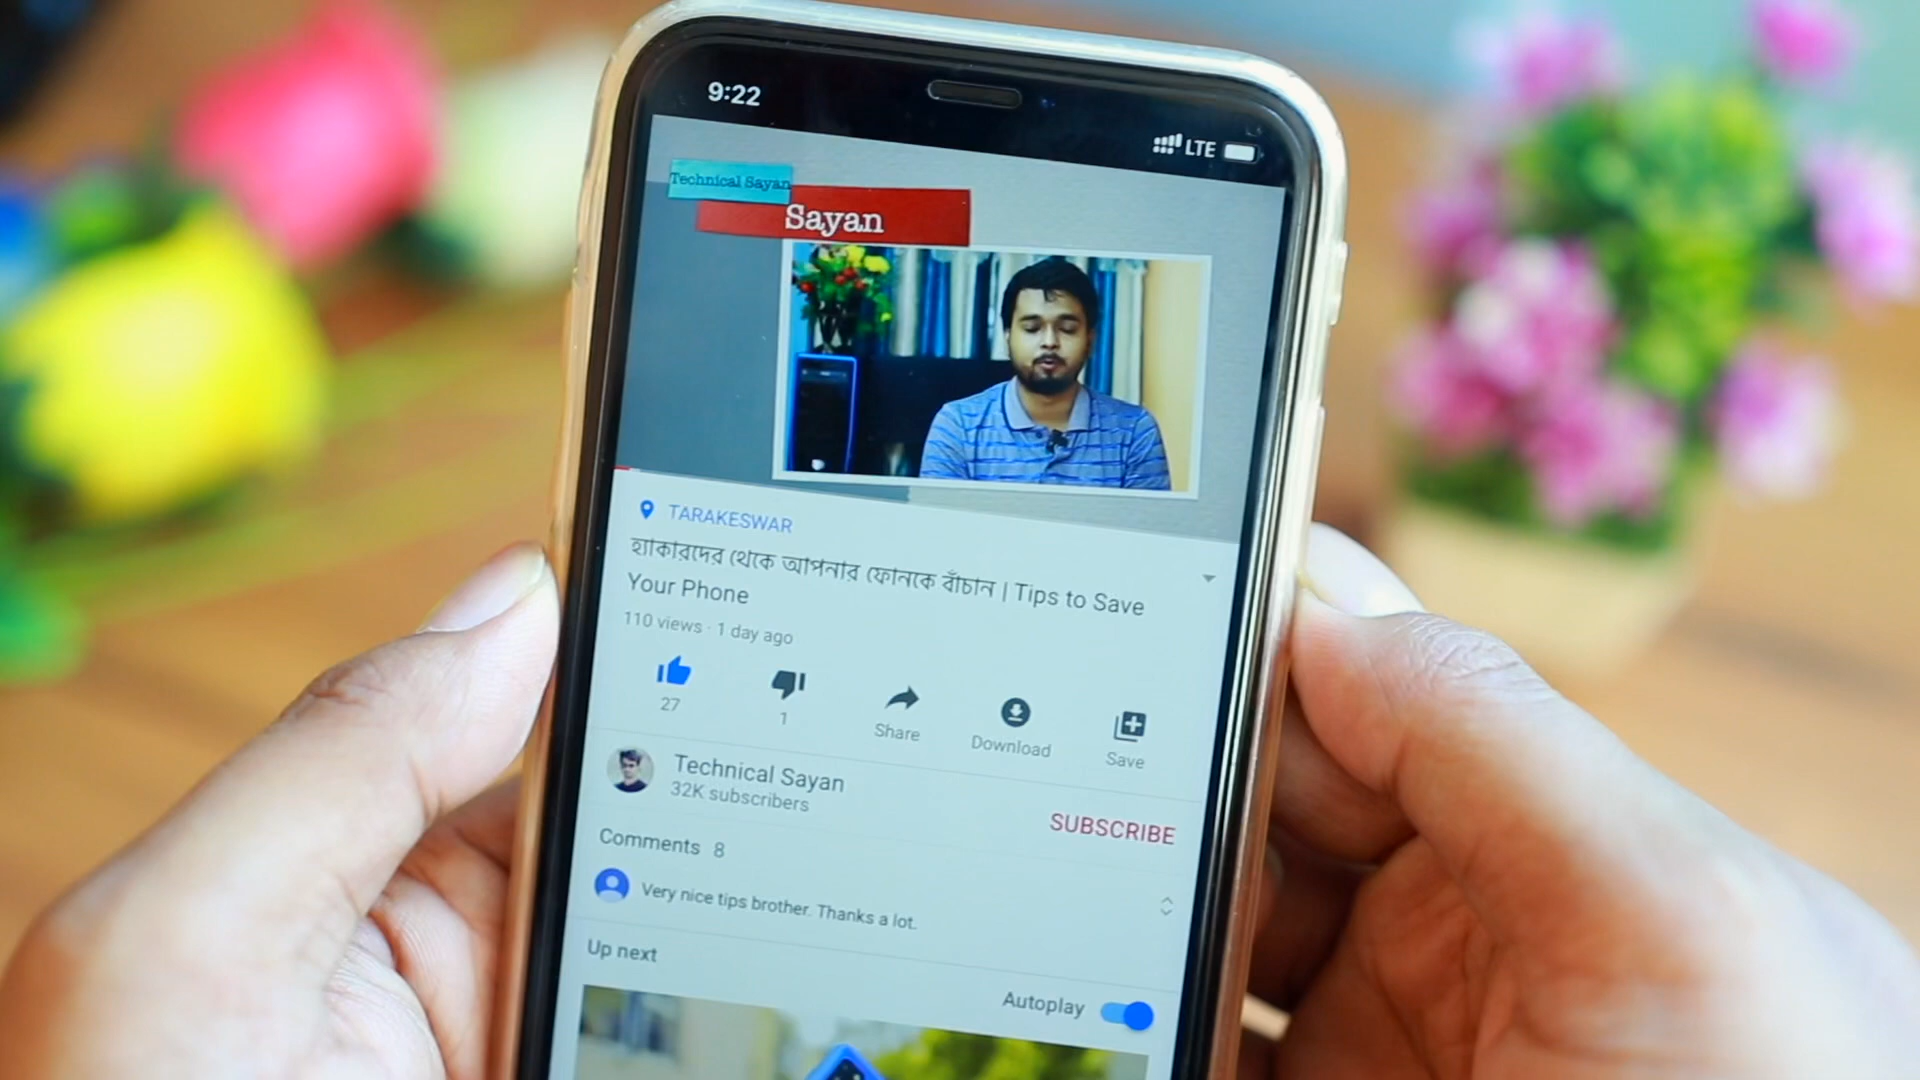 9:22
LTE
Technical Sayan
Sayan
TARAKESWAR
হ্যাকারদের থেকে আপনার ফোনকে বাঁচান | Tips to Save
Your Phone
110 views · 1 day ago
27
1
Share
Download
Save
Technical Sayan
32K subscribers
SUBSCRIBE
Comments 8
Very nice tips brother. Thanks a lot.
Up next
Autoplay